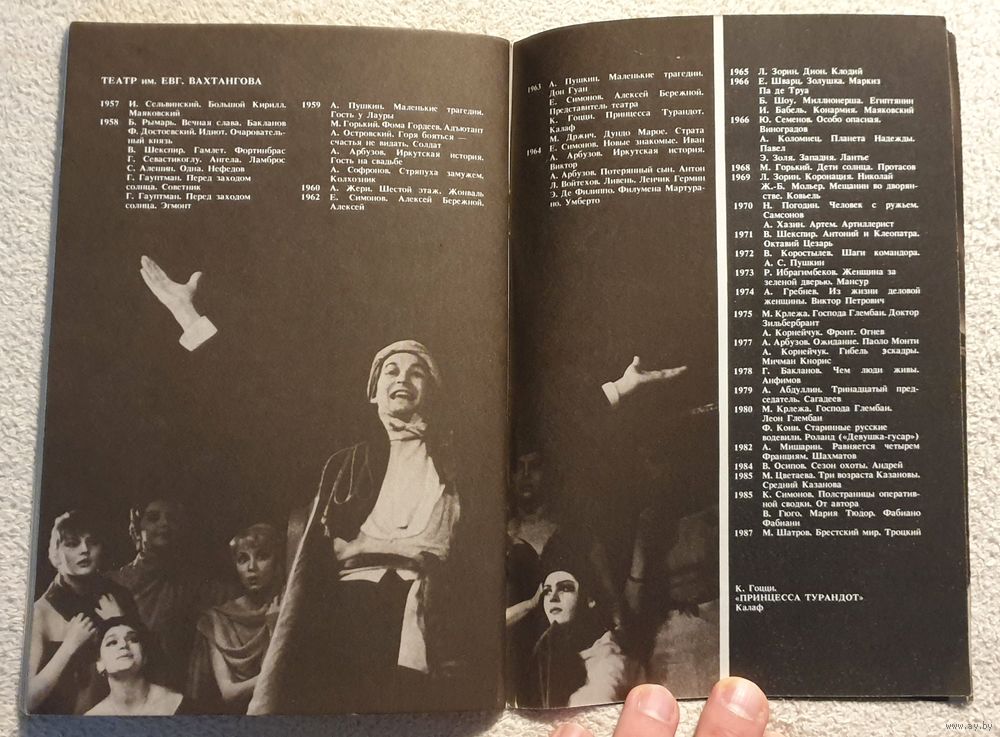 ТЕАТР им. ЕВГ. ВАХТАНГОВА
1957 И. Сельвинский. Большой Кирилл.
Маяковский
1958 Б. Рымарь. Вечная слава. Бакланов
Ф. Достоевский. Идиот. Очарователь-
ный князь
В. Шекспир. Гамлет. Фортинбрас
Г. Севастикоглу. Ангела. Ламброс
С. Алешин. Одна. Нефедов
Г. Гауптман. Перед заходом
солнца. Советник
Г. Гауптман. Перед заходом
солнца. Эгмонт
1959 А. Пушкин. Маленькие трагедии.
Гость у Лауры
М. Горький. Фома Гордеев. Адъютант
А. Островский. Горя бояться —
счастья не видать. Солдат
А. Арбузов. Иркутская история.
Гость на свадьбе
А. Софронов. Стряпуха замужем.
Колхозник
1960 А. Жери. Шестой этаж. Жонваль
1962 Е. Симонов. Алексей Бережной.
Алексей
1963 А. Пушкин. Маленькие трагедии.
Дон Гуан
Е. Симонов. Алексей Бережной.
Представитель театра
К. Гоцци. Принцесса Турандот.
Калаф
М. Држич. Дундо Марое. Страта
1964 Е. Симонов. Новые знакомые. Иван
А. Арбузов. Иркутская история.
Виктор
А. Арбузов. Потерянный сын. Антон
Л. Войтехов. Ливень. Ленчик Гермин
Э. Де Филиппо. Филумена Мартура-
но. Умберто
1965 Л. Зорин. Дион. Клодий
1966 Е. Шварц. Золушка. Маркиз
Па де Труа
Б. Шоу. Миллионерша. Египтянин
И. Бабель. Конармия. Маяковский
1966 Ю. Семенов. Особо опасная.
Виноградов
А. Коломиец. Планета Надежды.
Павел
Э. Золя. Западня. Лантье
1968 М. Горький. Дети солнца. Протасов
1969 Л. Зорин. Коронация. Николай
Ж.-Б. Мольер. Мещанин во дворян-
стве. Ковьель
1970 Н. Погодин. Человек с ружьем.
Самсонов
А. Хазин. Артем. Артиллерист
1971 В. Шекспир. Антоний и Клеопатра.
Октавий Цезарь
1972 В. Коростылев. Шаги командора.
А. С. Пушкин
1973 Р. Ибрагимбеков. Женщина за
зеленой дверью. Мансур
1974 А. Гребнев. Из жизни деловой
женщины. Виктор Петрович
1975 М. Крлежа. Господа Глембаи. Доктор
Зильбербрант
А. Корнейчук. Фронт. Огнев
1977 А. Арбузов. Ожидание. Паоло Монти
А. Корнейчук. Гибель эскадры.
Мичман Кнорис
1978 Г. Бакланов. Чем люди живы.
Анфимов
1979 А. Абдуллин. Тринадцатый пред-
седатель. Сагадеев
1980 М. Крлежа. Господа Глембаи.
Леон Глембаи
Ф. Кони. Старинные русские
водевили. Роланд («Девушка-гусар»)
1982 А. Мишарин. Равняется четырем
Франциям. Шахматов
1984 В. Осипов. Сезон охоты. Андрей
1985 М. Цветаева. Три возраста Казановы.
Средний Казанова
1985 К. Симонов. Полстраницы оператив-
ной сводки. От автора
В. Гюго. Мария Тюдор. Фабиано
Фабиани
1987 М. Шатров. Брестский мир. Троцкий
К. Гоцци.
«ПРИНЦЕССА ТУРАНДОТ»
Калаф
www.ay.by